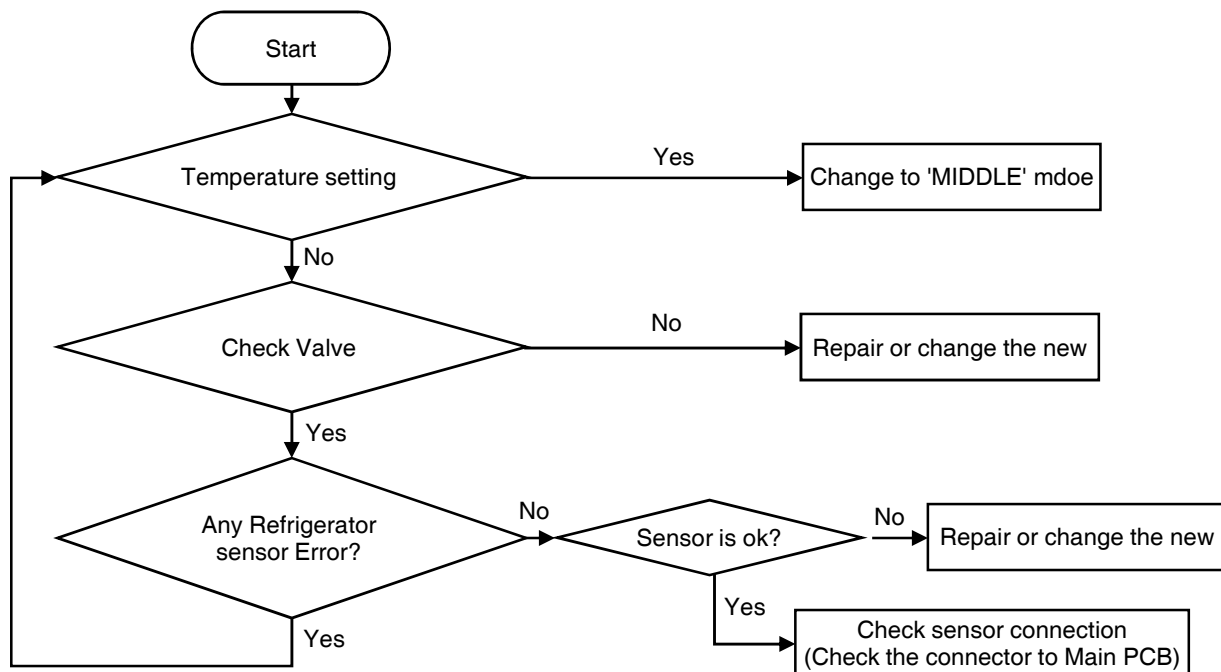 Start
Temperature setting
Yes
Change to 'MIDDLE' mdoe
No
Check Valve
No
Repair or change the new
Yes
Any Refrigerator
sensor Error?
No
Sensor is ok?
No
Repair or change the new
Yes
Yes
Check sensor connection
(Check the connector to Main PCB)